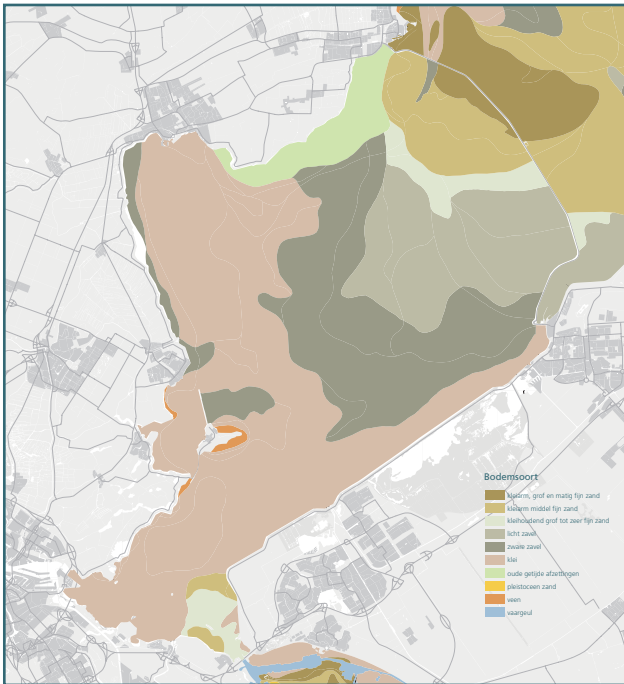 Bodemsoort
kleiarm, grof en matig fijn zand
kleiarm middel fijn zand
kleihoudend grof tot zeer fijn zand
licht zavel
zware zavel
klei
oude getijde afzettingen
pleistoceen zand
veen
vaargeul